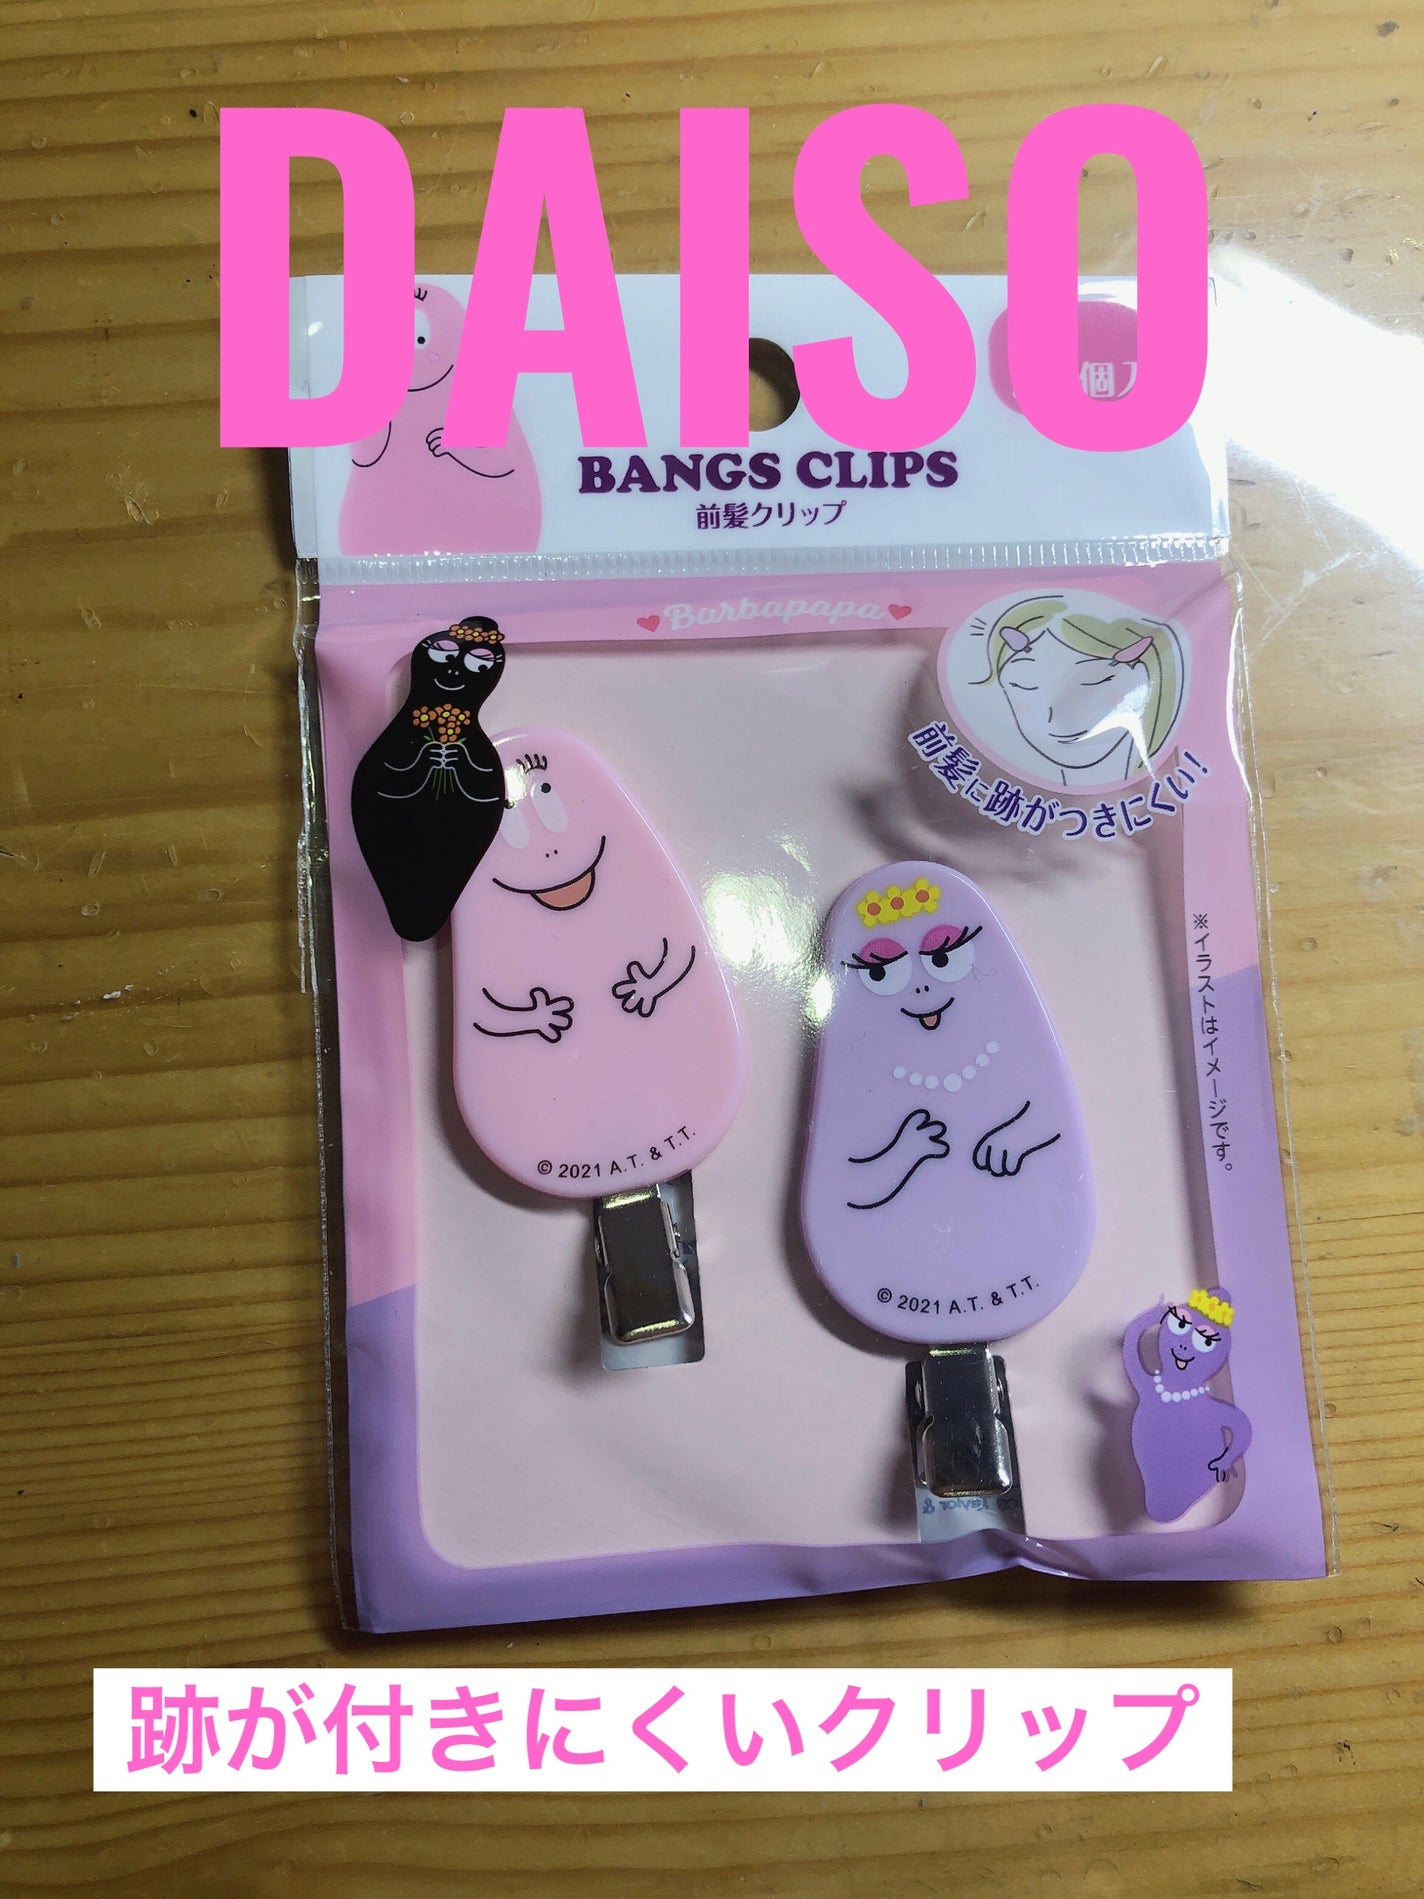 DAISO
個
BANGS CLIPS
前髪クリップ
Barbapapa
前髪に跡がつきにくい!
※イラストはイメージです。
© 2021 A.T. & T.T.
© 2021 A.T. & T.T.
跡が付きにくいクリップ